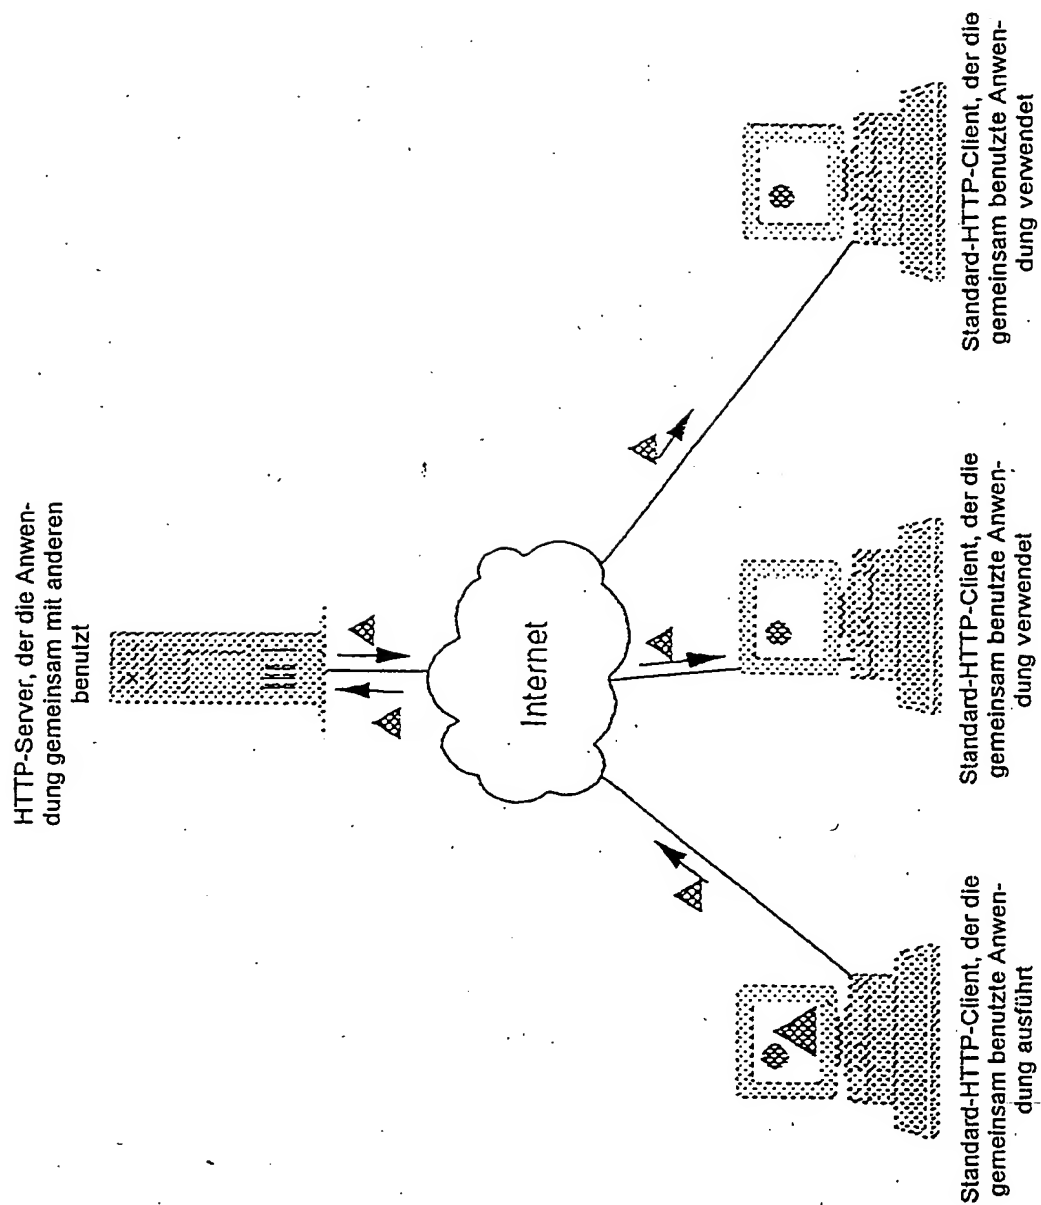 HTTP-Server, der die Anwen-
dung gemeinsam mit anderen
benutzt
Internet
Standard-HTTP-Client, der die
gemeinsam benutzte Anwen-
dung ausführt
Standard-HTTP-Client, der die
gemeinsam benutzte Anwen-
dung verwendet
Standard-HTTP-Client, der die
gemeinsam benutzte Anwen-
dung verwendet